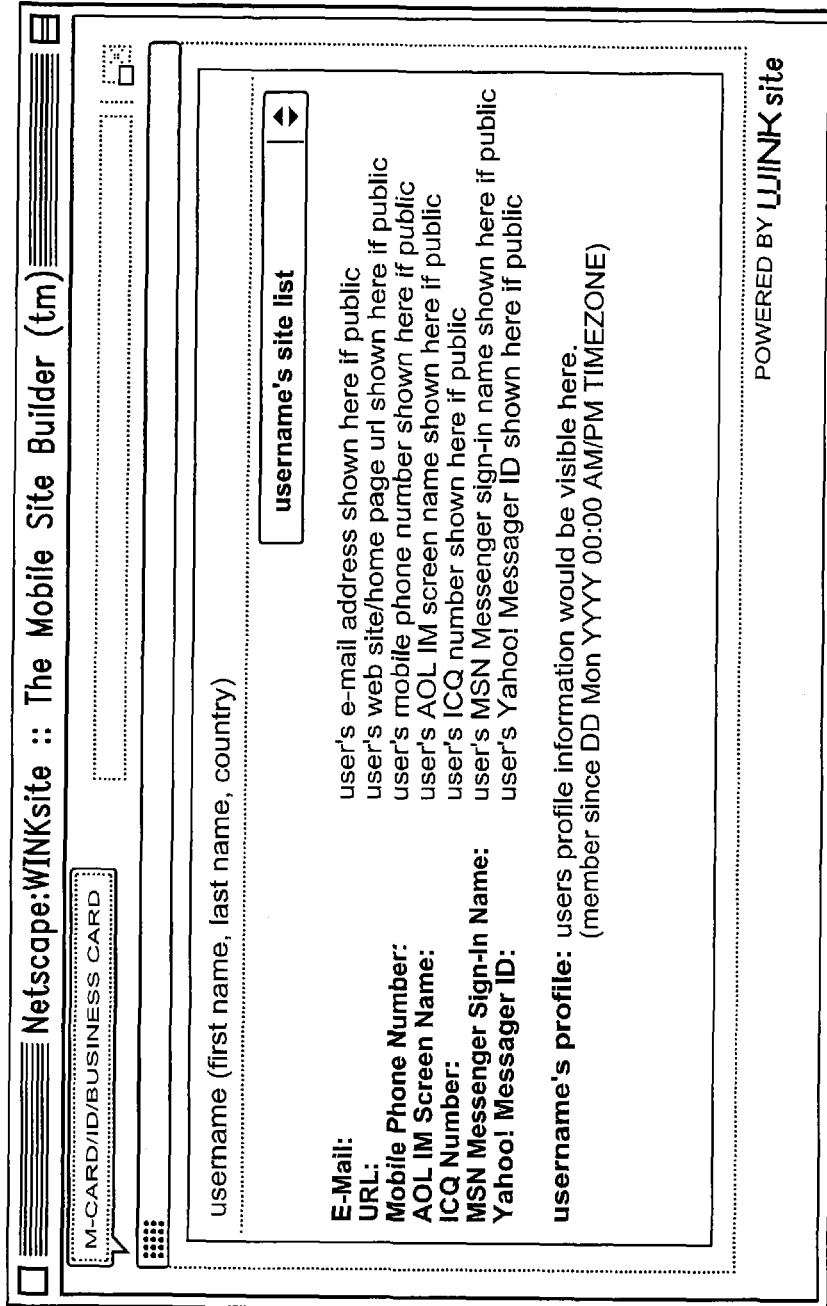 Netscape:WINKsite :: The Mobile Site Builder (tm)
M-CARD/ID/BUSINESS CARD
username (first name, last name, country)
username's site list
E-Mail: user's e-mail address shown here if public
URL: user's web site/home page url shown here if public
Mobile Phone Number: user's mobile phone number shown here if public
AOL IM Screen Name: user's AOL IM screen name shown here if public
ICQ Number: user's ICQ number shown here if public
MSN Messenger Sign-In Name: user's MSN Messenger sign-in name shown here if public
Yahoo! Messager ID: user's Yahoo! Messager ID shown here if public
username's profile: users profile information would be visible here.
(member since DD Mon YYYY 00:00 AM/PM TIMEZONE)
POWERED BY WINKsite